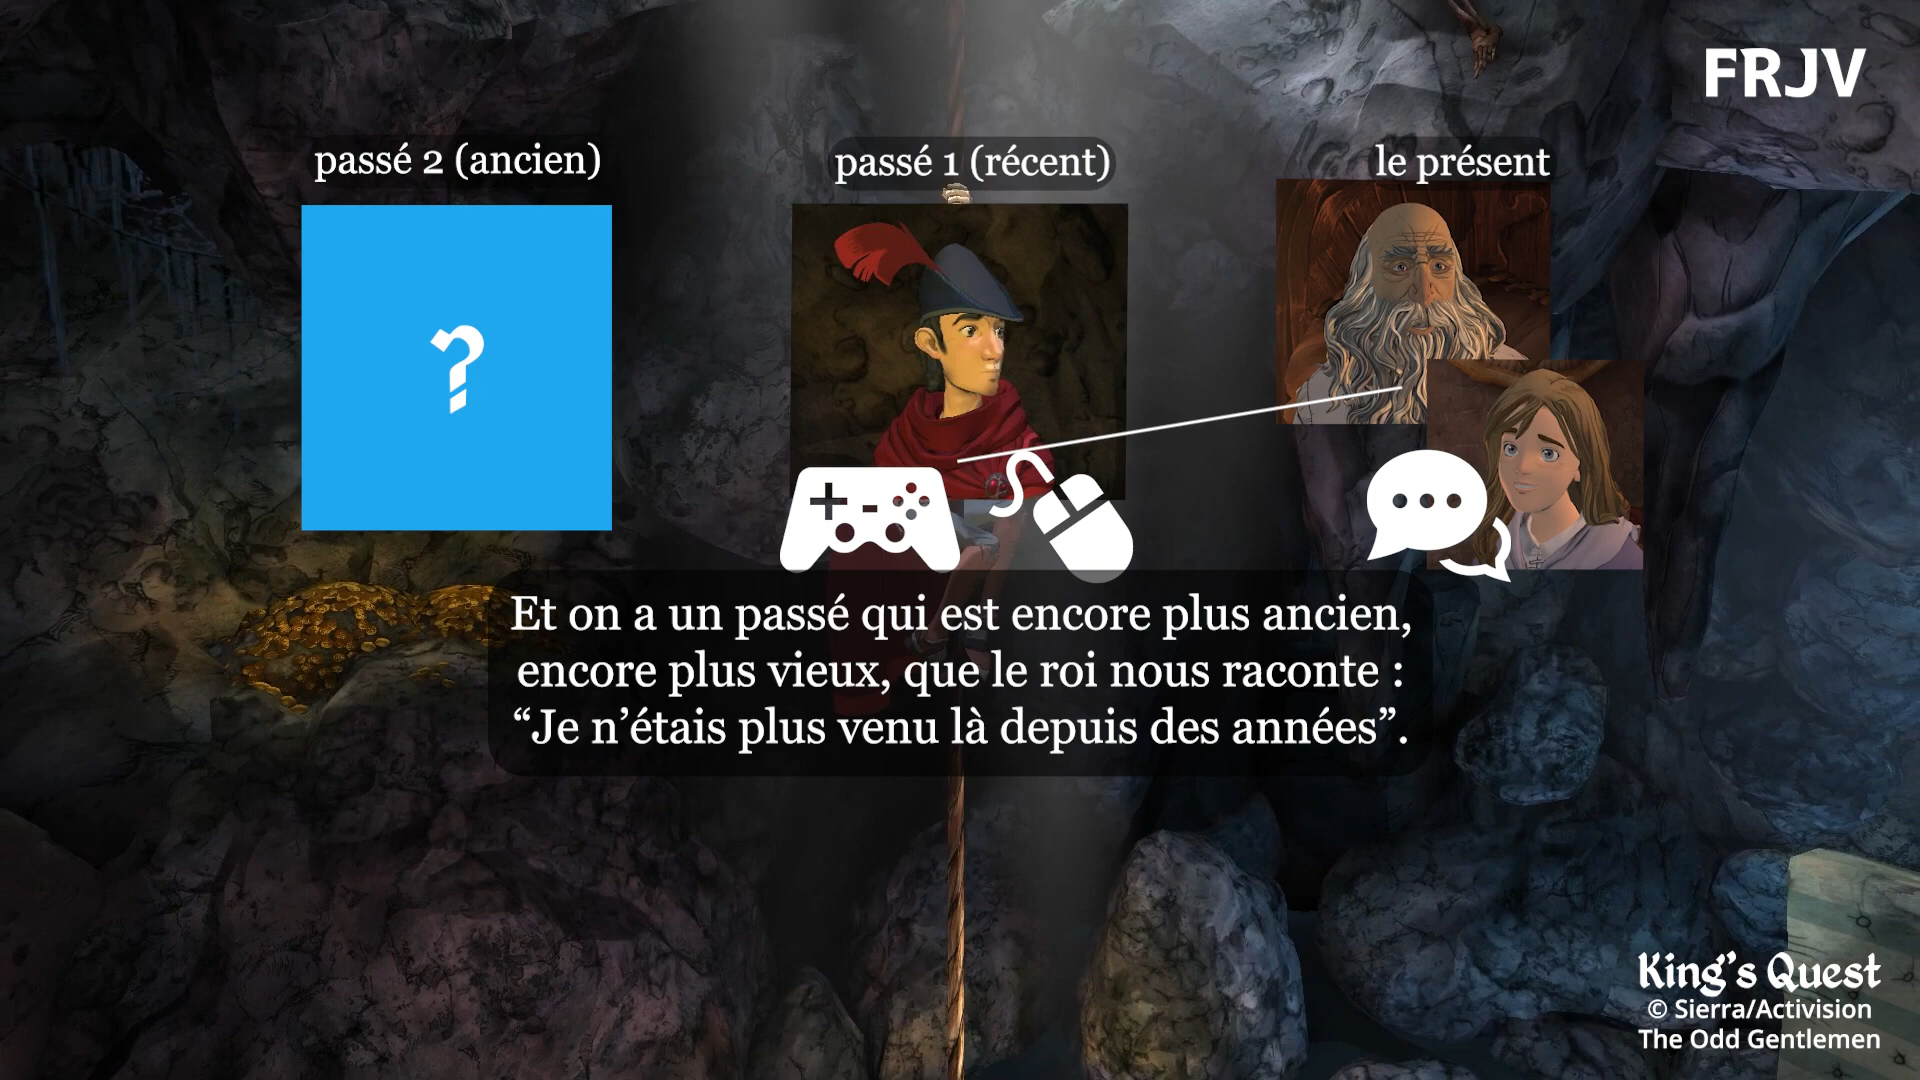 FRJV
passé 2 (ancien)
passé 1 (récent)
le présent
?
Et on a un passé qui est encore plus ancien,
encore plus vieux, que le roi nous raconte :
“Je n’étais plus venu là depuis des années”.
King’s Quest
© Sierra/Activision
The Odd Gentlemen